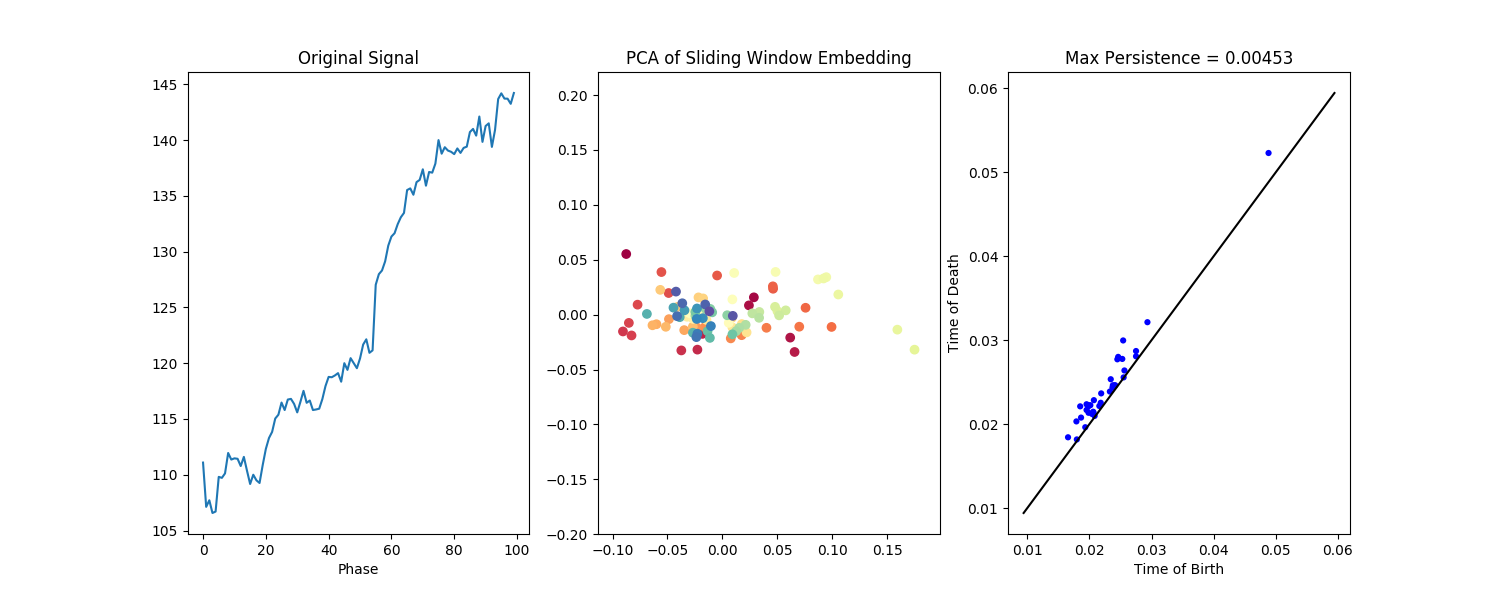 Original Signal
145
140
135
130
125
120
115
110
105
0 20 40 60 80 100
Phase
PCA of Sliding Window Embedding
0.20
0.15
0.10
0.05
0.00
−0.05
−0.10
−0.15
−0.20
−0.10 −0.05 0.00 0.05 0.10 0.15
Max Persistence = 0.00453
Time of Death
0.06
0.05
0.04
0.03
0.02
0.01
0.01 0.02 0.03 0.04 0.05 0.06
Time of Birth